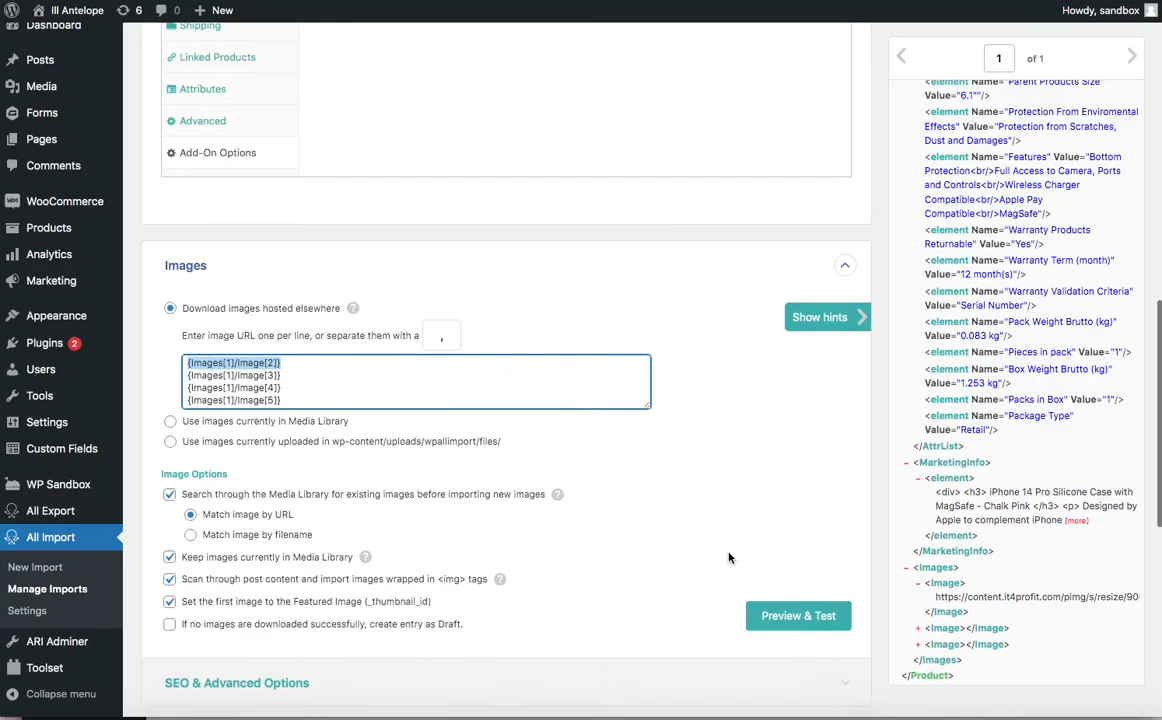 Ill Antelope
6
0
New
Howdy, sandbox
Dashboard
Posts
Media
Forms
Pages
Comments
WooCommerce
Products
Analytics
Marketing
Appearance
Plugins 2
Users
Tools
Settings
Custom Fields
WP Sandbox
All Export
All Import
New Import
Manage Imports
Settings
ARI Adminer
Toolset
Collapse menu
Shipping
Linked Products
Attributes
Advanced
Add-On Options
Images
Download images hosted elsewhere ?
Show hints
Enter image URL one per line, or separate them with a ,
{Images[1]/Image[2]}
{Images[1]/Image[3]}
{Images[1]/Image[4]}
{Images[1]/Image[5]}
Use images currently in Media Library
Use images currently uploaded in wp-content/uploads/wpallimport/files/
Image Options
Search through the Media Library for existing images before importing new images ?
Match image by URL
Match image by filename
Keep images currently in Media Library ?
Scan through post content and import images wrapped in <img> tags ?
Set the first image to the Featured Image (_thumbnail_id)
If no images are downloaded successfully, create entry as Draft.
Preview & Test
SEO & Advanced Options
1 of 1
<element Name="Parent Products Size"
Value="6.1""/>
<element Name="Protection From Enviromental
Effects" Value="Protection from Scratches,
Dust and Damages"/>
<element Name="Features" Value="Bottom
Protection<br/>Full Access to Camera, Ports
and Controls<br/>Wireless Charger
Compatible<br/>Apple Pay
Compatible<br/>MagSafe"/>
<element Name="Warranty Products
Returnable" Value="Yes"/>
<element Name="Warranty Term (month)"
Value="12 month(s)"/>
<element Name="Warranty Validation Criteria"
Value="Serial Number"/>
<element Name="Pack Weight Brutto (kg)"
Value="0.083 kg"/>
<element Name="Pieces in pack" Value="1"/>
<element Name="Box Weight Brutto (kg)"
Value="1.253 kg"/>
<element Name="Packs in Box" Value="1"/>
<element Name="Package Type"
Value="Retail"/>
</AttrList>
- <MarketingInfo>
- <element>
<div> <h3> iPhone 14 Pro Silicone Case with
MagSafe - Chalk Pink </h3> <p> Designed by
Apple to complement iPhone [more]
</element>
</MarketingInfo>
- <Images>
- <Image>
https://content.it4profit.com/pimg/s/resize/90
</Image>
+ <Image></Image>
+ <Image></Image>
</Images>
</Product>